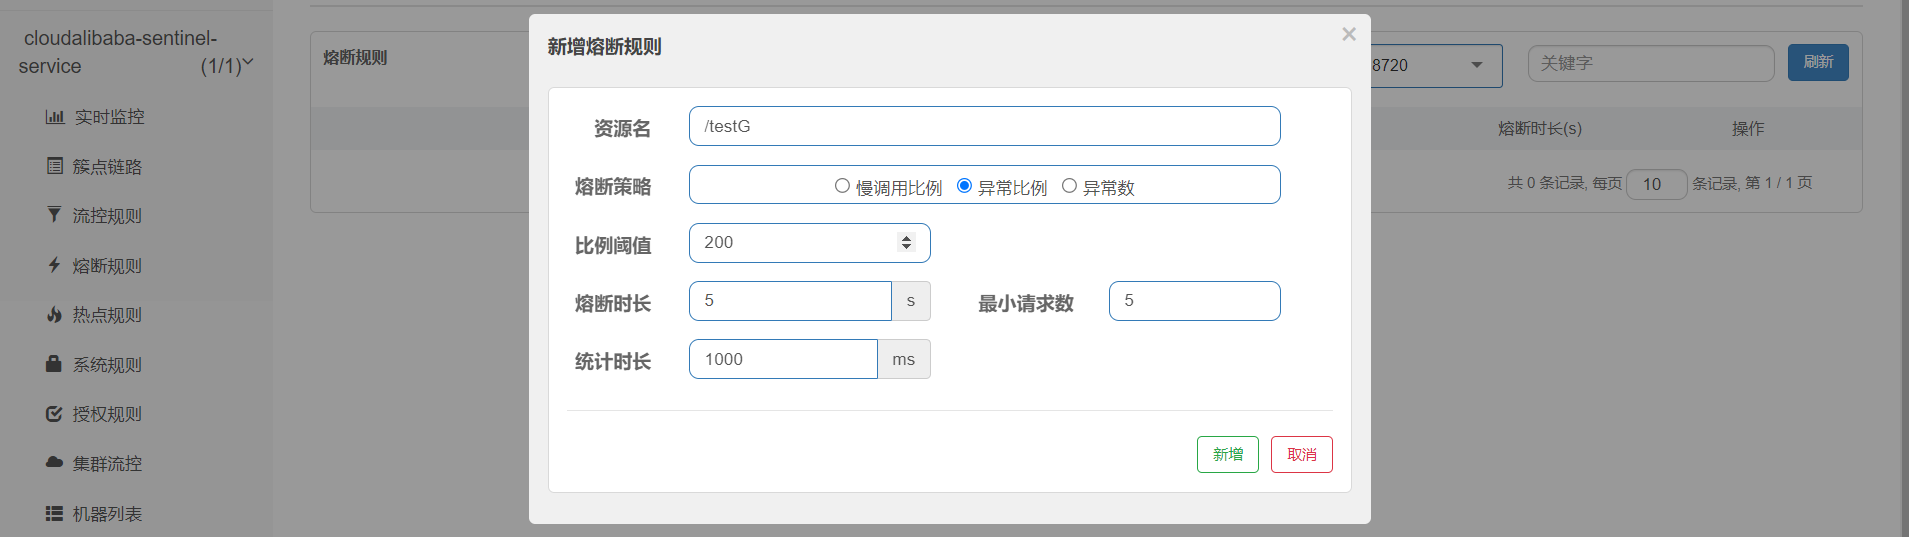 cloudalibaba-sentinel-
service (1/1)
实时监控
簇点链路
流控规则
熔断规则
热点规则
系统规则
授权规则
集群流控
机器列表
熔断规则
8720
关键字
刷新
熔断时长(s) 操作
共 0 条记录, 每页 10 条记录, 第 1 / 1 页
新增熔断规则 ×
资源名 /testG
熔断策略 慢调用比例 异常比例 异常数
比例阈值 200
熔断时长 5 s 最小请求数 5
统计时长 1000 ms
新增 取消